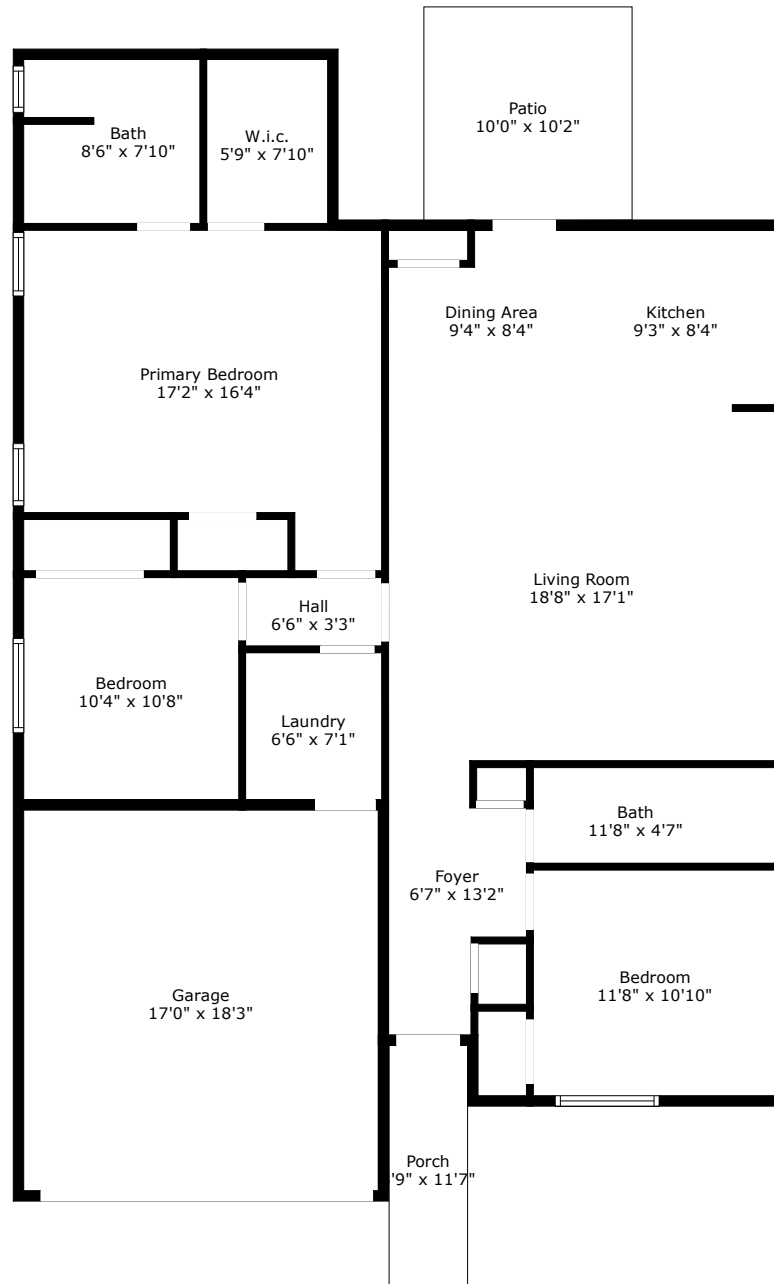 Patio
10'0" x 10'2"
Bath
8'6" x 7'10"
W.i.c.
5'9" x 7'10"
Dining Area
9'4" x 8'4"
Kitchen
9'3" x 8'4"
Primary Bedroom
17'2" x 16'4"
Living Room
18'8" x 17'1"
Hall
6'6" x 3'3"
Bedroom
10'4" x 10'8"
Laundry
6'6" x 7'1"
Bath
11'8" x 4'7"
Foyer
6'7" x 13'2"
Bedroom
11'8" x 10'10"
Garage
17'0" x 18'3"
Porch
'9" x 11'7"